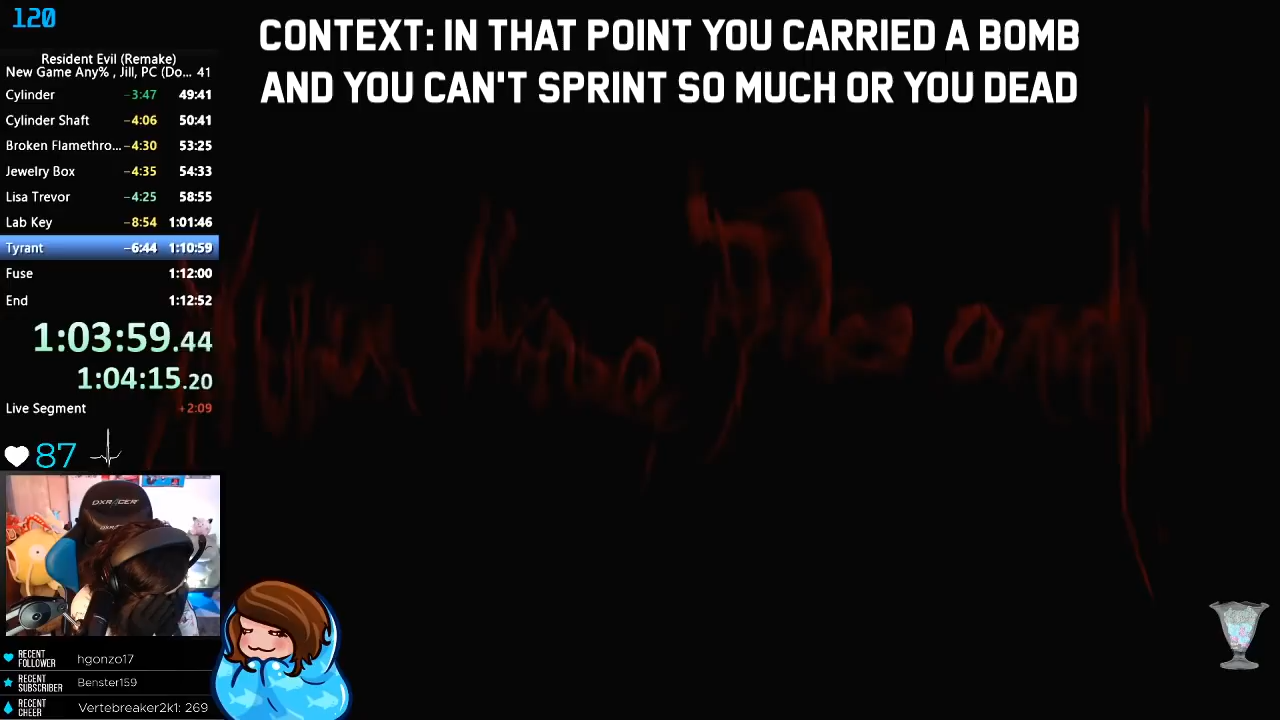 120
CONTEXT: IN THAT POINT YOU CARRIED A BOMB
AND YOU CAN'T SPRINT SO MUCH OR YOU DEAD
Resident Evil (Remake)
New Game Any% , Jill, PC (Do... 41
Cylinder -3:47 49:41
Cylinder Shaft -4:06 50:41
Broken Flamethro... -4:30 53:25
Jewelry Box -4:35 54:33
Lisa Trevor -4:25 58:55
Lab Key -8:54 1:01:46
Tyrant -6:44 1:10:59
Fuse 1:12:00
End 1:12:52
1:03:59.44
1:04:15.20
Live Segment +2:09
87
DXRACER
RECENT FOLLOWER hgonzo17
RECENT SUBSCRIBER Benster159
RECENT CHEER Vertebreaker2k1: 269